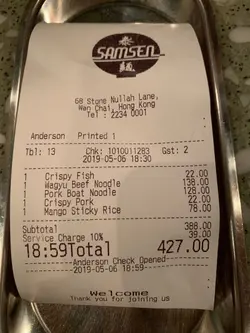 SAMSEN
68 Stone Nullah Lane,
Wan Chai, Hong Kong
Tel : 2234 0001
Anderson Printed 1
Tbl: 13 Chk: 1010011283 Gst: 2
2019-05-06 18:30
1 Crispy Fish 22.00
1 Wagyu Beef Noodle 138.00
1 Pork Boat Noodle 128.00
1 Crispy Pork 22.00
1 Mango Sticky Rice 78.00
Subtotal 388.00
Service Charge 10% 39.00
18:59Total 427.00
Anderson Check Opened
2019-05-06 18:59
Welcome
Thank you for joining us